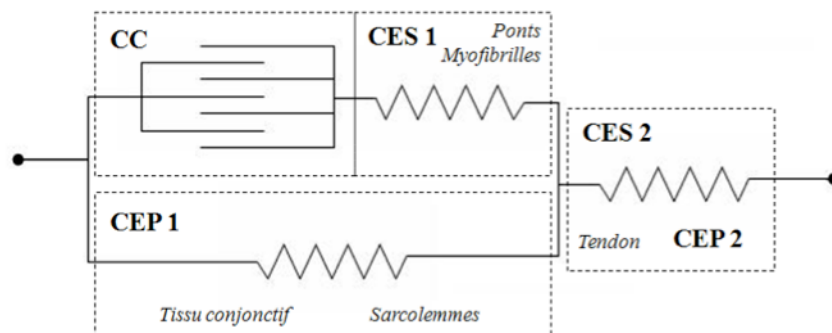 CC
CES 1
Ponts
Myofibrilles
CES 2
Tendon
CEP 2
CEP 1
Tissu conjonctif
Sarcolemmes